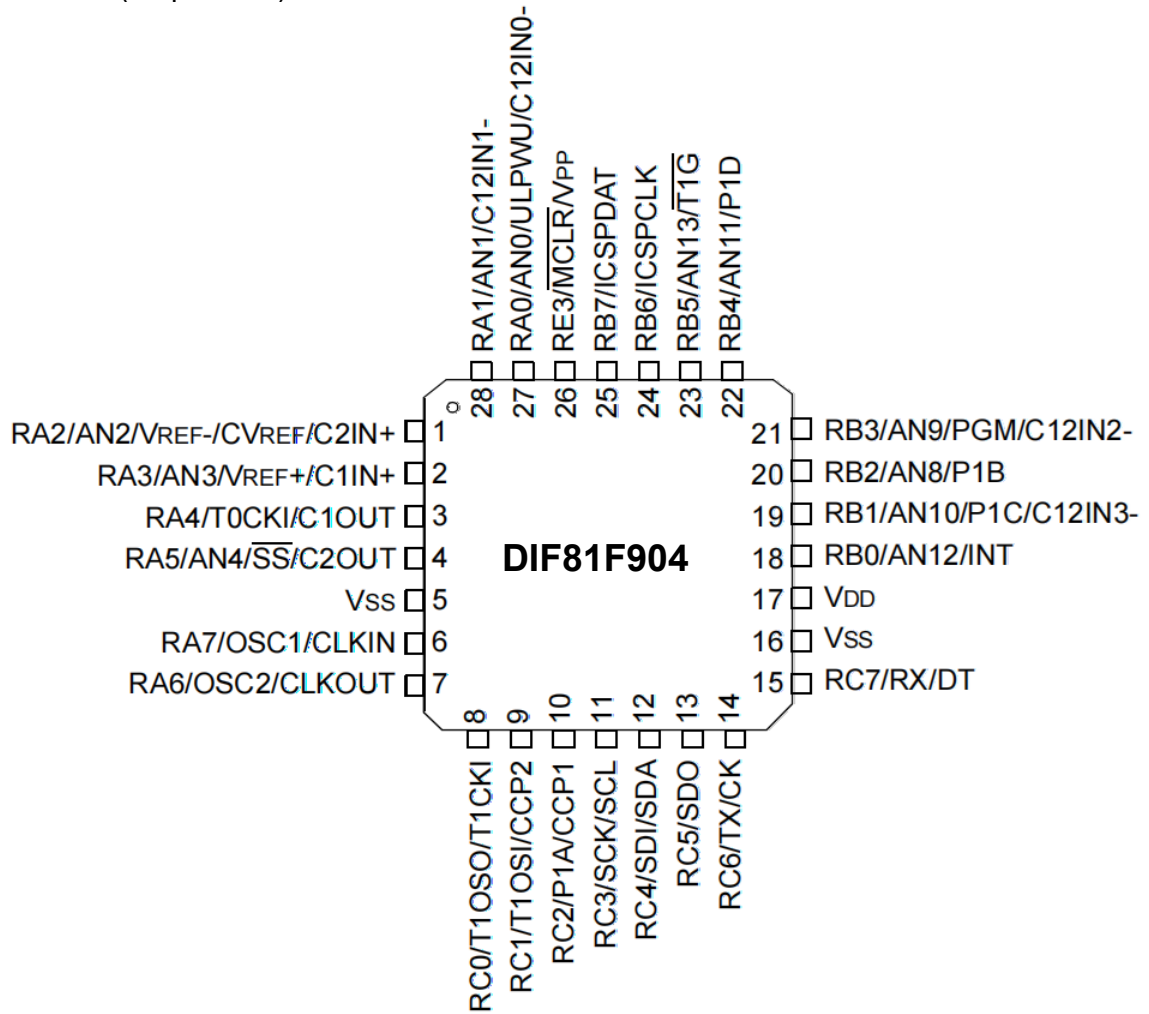 RA1/AN1/C12IN1-
RA0/AN0/ULPWU/C12IN0-
RE3/MCLR/VPP
RB7/ICSPDAT
RB6/ICSPCLK
RB5/AN13/T1G
RB4/AN11/P1D
28 27 26 25 24 23 22
RA2/AN2/VREF-/CVREF/C2IN+ 1
RA3/AN3/VREF+/C1IN+ 2
RA4/T0CKI/C1OUT 3
RA5/AN4/SS/C2OUT 4
VSS 5
RA7/OSC1/CLKIN 6
RA6/OSC2/CLKOUT 7
DIF81F904
21 RB3/AN9/PGM/C12IN2-
20 RB2/AN8/P1B
19 RB1/AN10/P1C/C12IN3-
18 RB0/AN12/INT
17 VDD
16 VSS
15 RC7/RX/DT
8 9 10 11 12 13 14
RC0/T1OSO/T1CKI
RC1/T1OSI/CCP2
RC2/P1A/CCP1
RC3/SCK/SCL
RC4/SDI/SDA
RC5/SDO
RC6/TX/CK